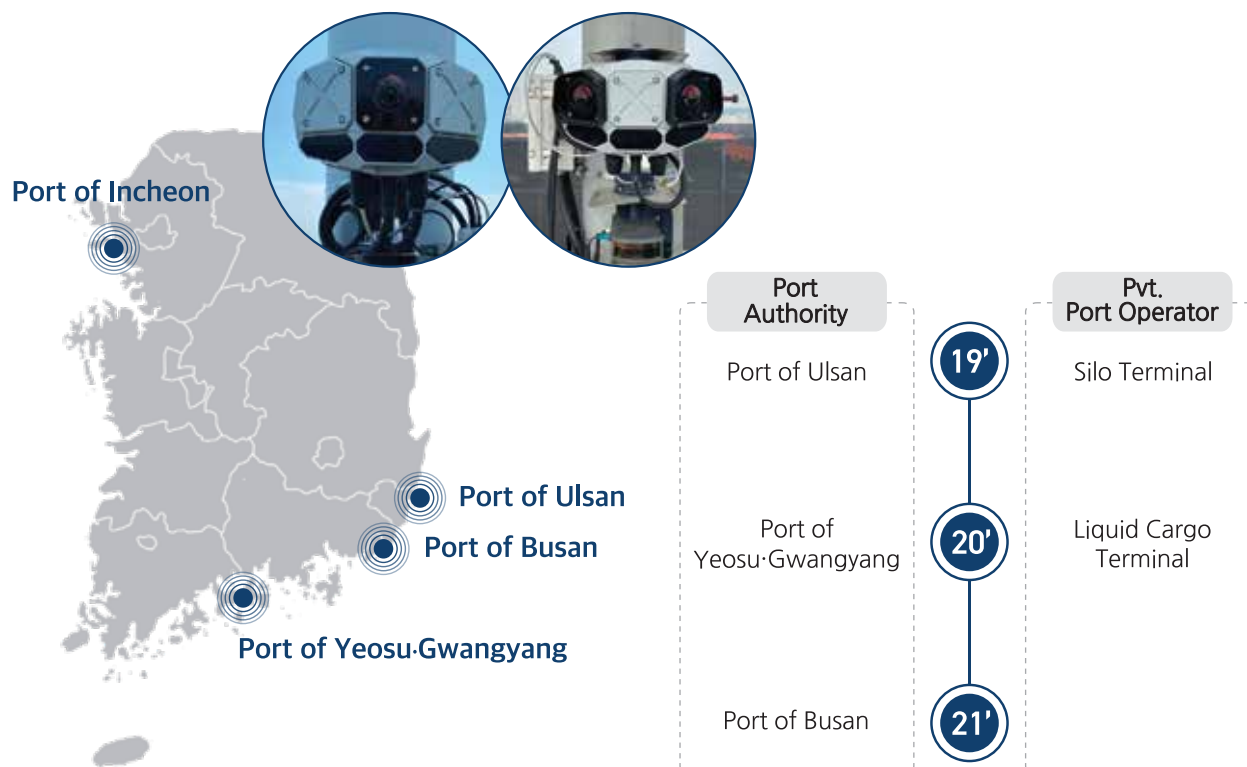 Port of Incheon
Port of Ulsan
Port of Busan
Port of Yeosu·Gwangyang
Port
Authority
Pvt.
Port Operator
Port of Ulsan
19’
Silo Terminal
Port of
Yeosu·Gwangyang
20’
Liquid Cargo
Terminal
Port of Busan
21’